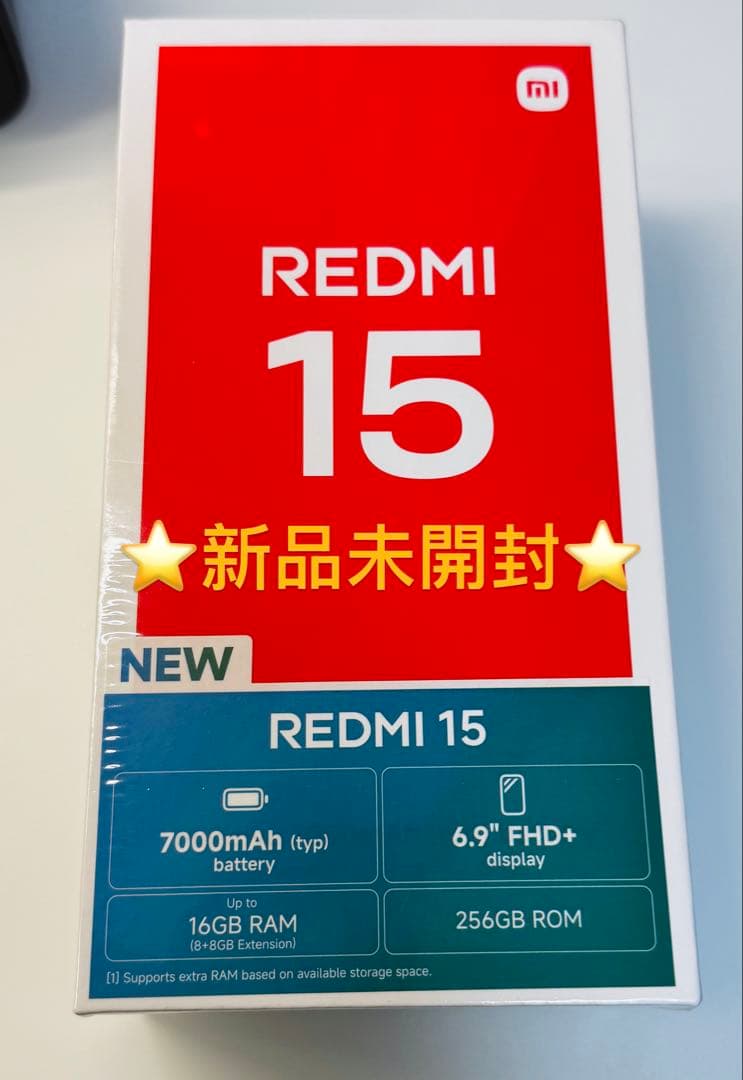 mi
REDMI
15
⭐新品未開封⭐
NEW
REDMI 15
7000mAh (typ)
battery
6.9" FHD+
display
Up to
16GB RAM
(8+8GB Extension)
256GB ROM
[1] Supports extra RAM based on available storage space.